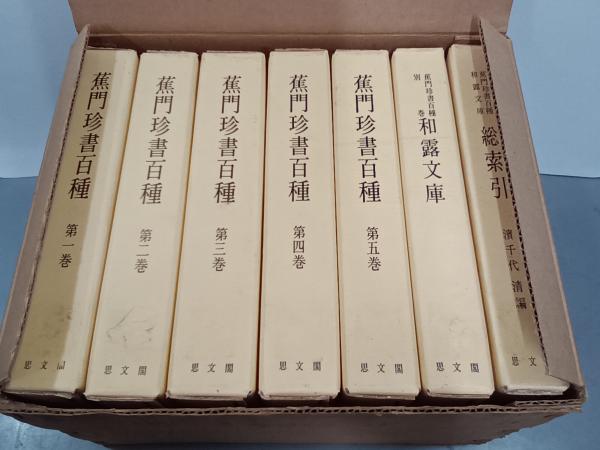 蕉門珍書百種
第一巻
思文閣
蕉門珍書百種
第二巻
思文閣
蕉門珍書百種
第三巻
思文閣
蕉門珍書百種
第四巻
思文閣
蕉門珍書百種
第五巻
思文閣
蕉門珍書百種
別巻
和露文庫
思文閣
蕉門珍書百種
和露文庫
総索引
濱千代 清編
思文